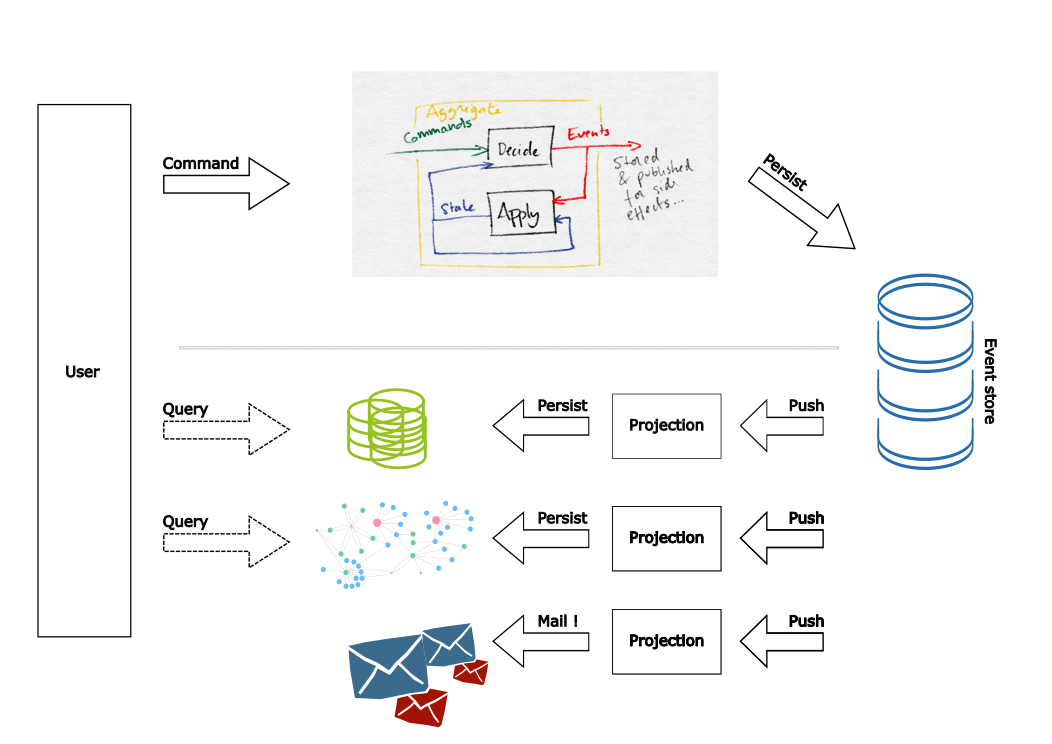 Aggregate
Commands
Events
Decide
Stored
& published
for side
effects...
State
Apply
Command
Persist
User
Event store
Query
Persist
Projection
Push
Query
Persist
Projection
Push
Mail !
Projection
Push